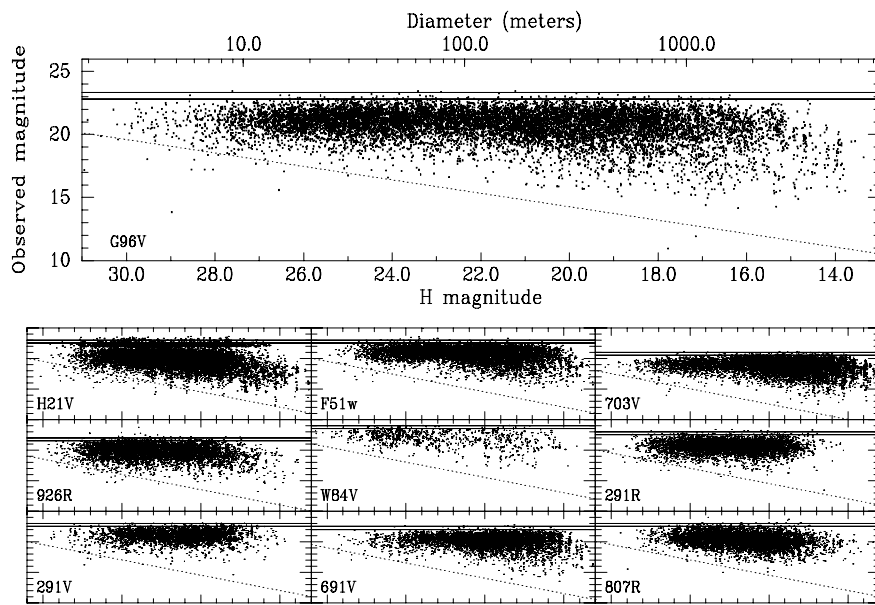 Diameter (meters)
10.0 100.0 1000.0
25
20
15
10
Observed magnitude
G96V
30.0 28.0 26.0 24.0 22.0 20.0 18.0 16.0 14.0
H magnitude
H21V F51w 703V
926R W84V 291R
291V 691V 807R